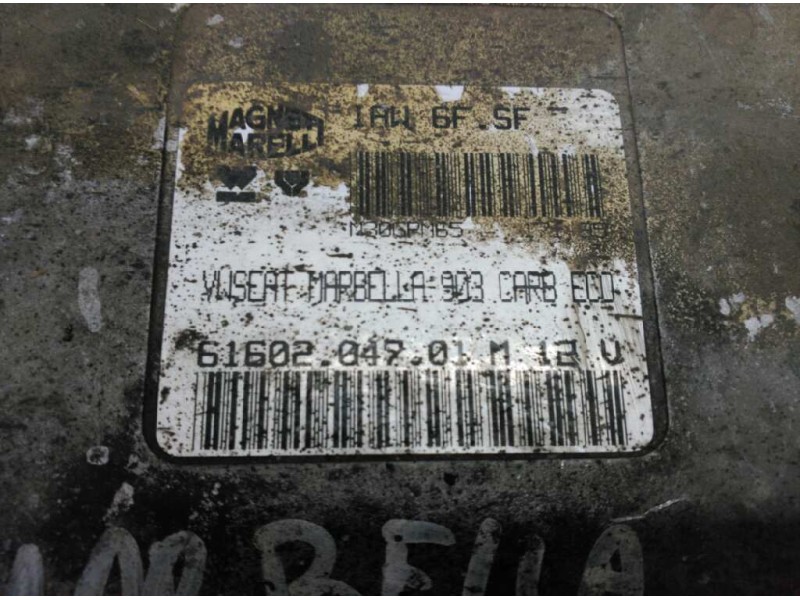 MAGNETI
MARELLI
IAW 6F.SF
VW SEAT MARBELLA 903 CARB ECO
61602.047.01 M 12 V
MARBELLA